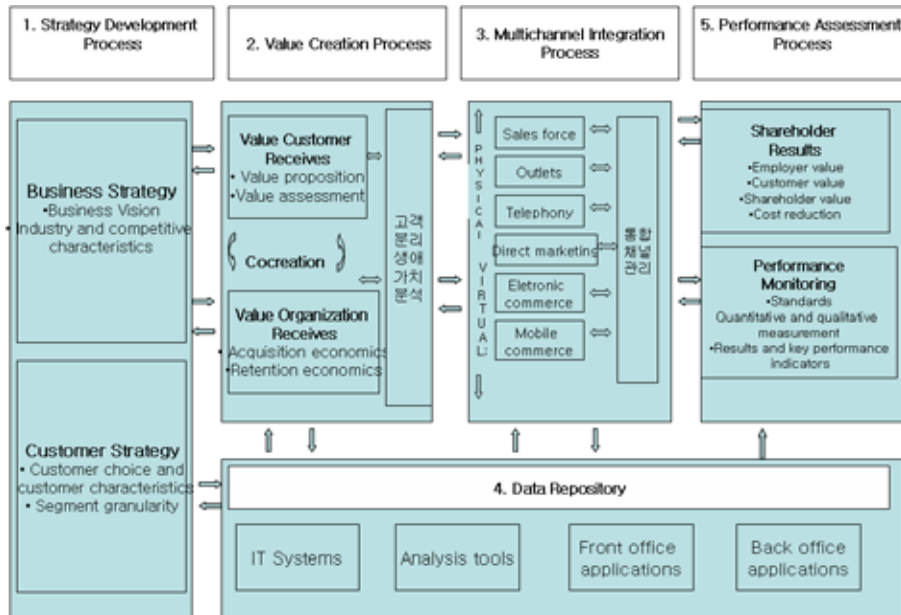 1. Strategy Development
Process
2. Value Creation Process
3. Multichannel Integration
Process
5. Performance Assessment
Process
Business Strategy
•Business Vision
•Industry and competitive
characteristics
Customer Strategy
• Customer choice and
customer characteristics
• Segment granularity
Value Customer
Receives
• Value proposition
•Value assessment
Cocreation
Value Organization
Receives
• Acquisition economics
•Retention economics
고객
분리
생애
가치
분석
PHYSICAL
VIRTUAL:
Sales force
Outlets
Telephony
Direct marketing
Eletronic
commerce
Mobile
commerce
통합
채널
관리
Shareholder
Results
•Employer value
•Customer value
•Shareholder value
•Cost reduction
Performance
Monitoring
•Standards
Quantitative and qualitative
measurement
•Results and key performance
indicators
4. Data Repository
IT Systems
Analysis tools
Front office
applications
Back office
applications